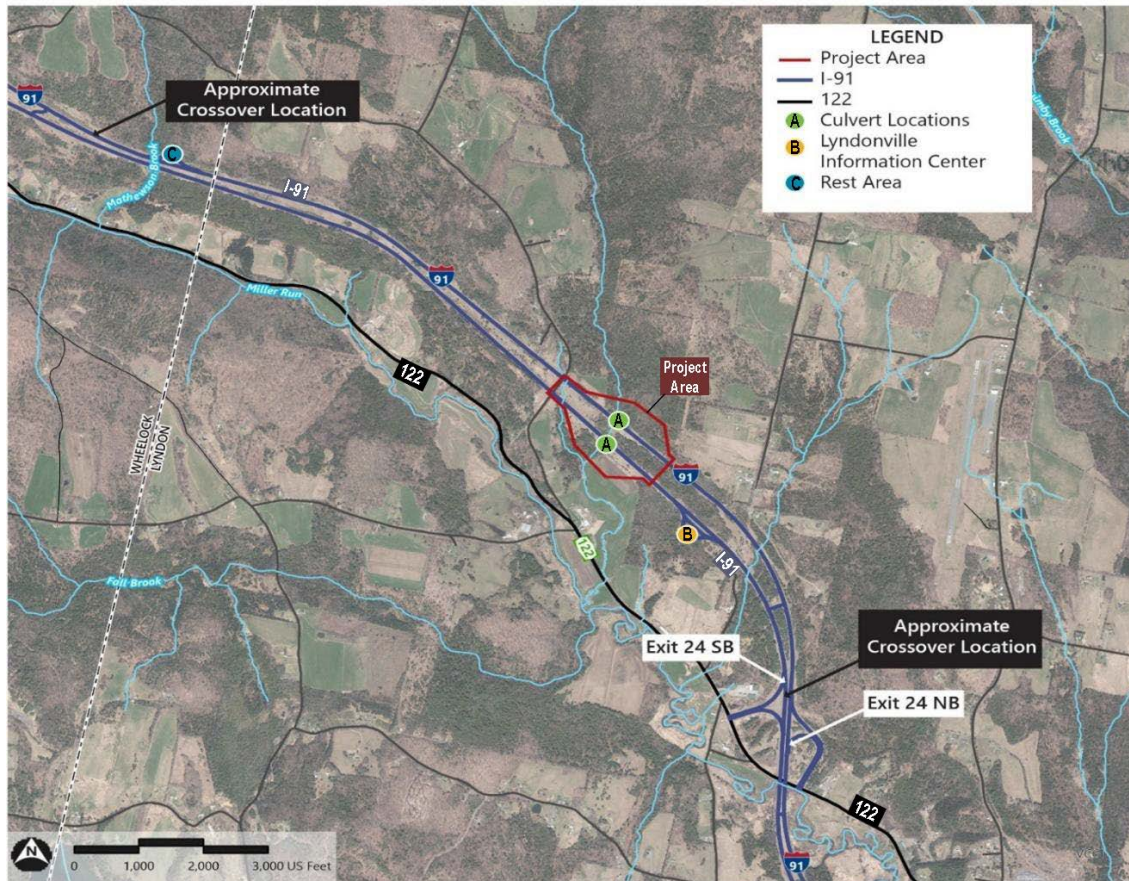 LEGEND
Project Area
I-91
122
A Culvert Locations
B Lyndonville
Information Center
C Rest Area
91
Approximate
Crossover Location
C
Mathewson Brook
I-91
91
Miller Run
122
WHEELOCK
LYNDON
Project
Area
A
A
91
B
I-91
122
Fall Brook
Exit 24 SB
Approximate
Crossover Location
Exit 24 NB
122
91
N
0 1,000 2,000 3,000 US Feet